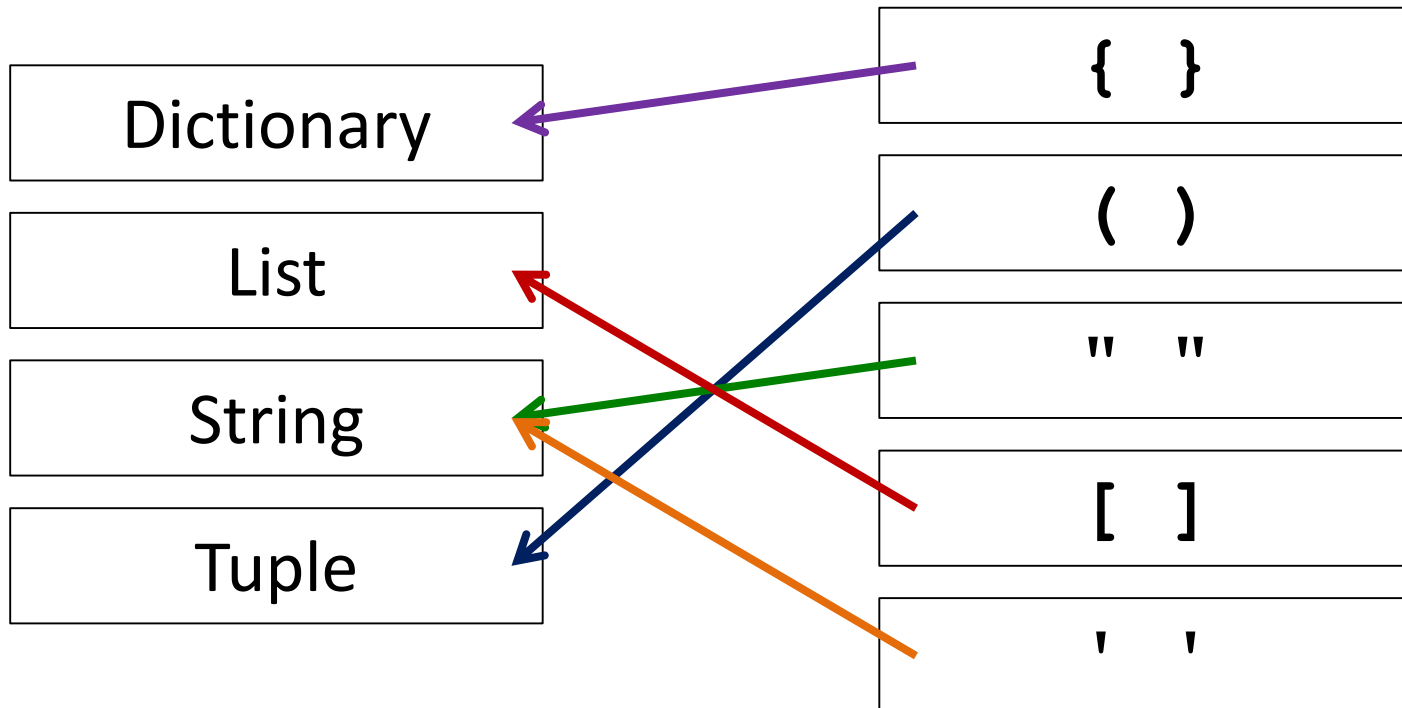 Dictionary
List
String
Tuple
{ }
( )
" "
[ ]
' '